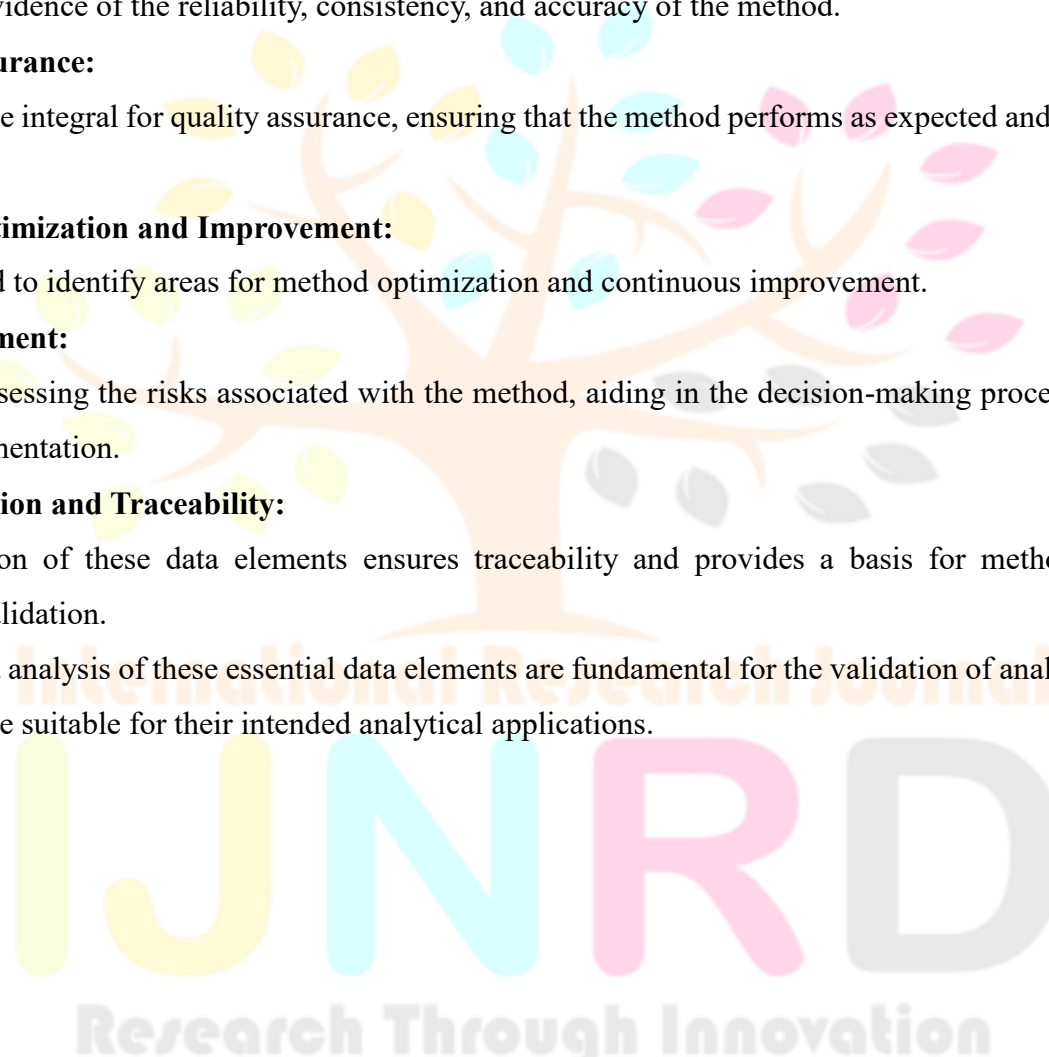 vidence of the reliability, consistency, and accuracy of the method.
urance:
e integral for quality assurance, ensuring that the method performs as expected and
timization and Improvement:
d to identify areas for method optimization and continuous improvement.
ment:
sessing the risks associated with the method, aiding in the decision-making proce
mentation.
ion and Traceability:
on of these data elements ensures traceability and provides a basis for metho
alidation.
International Research Journal
analysis of these essential data elements are fundamental for the validation of anal
e suitable for their intended analytical applications.
IJNRD
Research Through Innovation